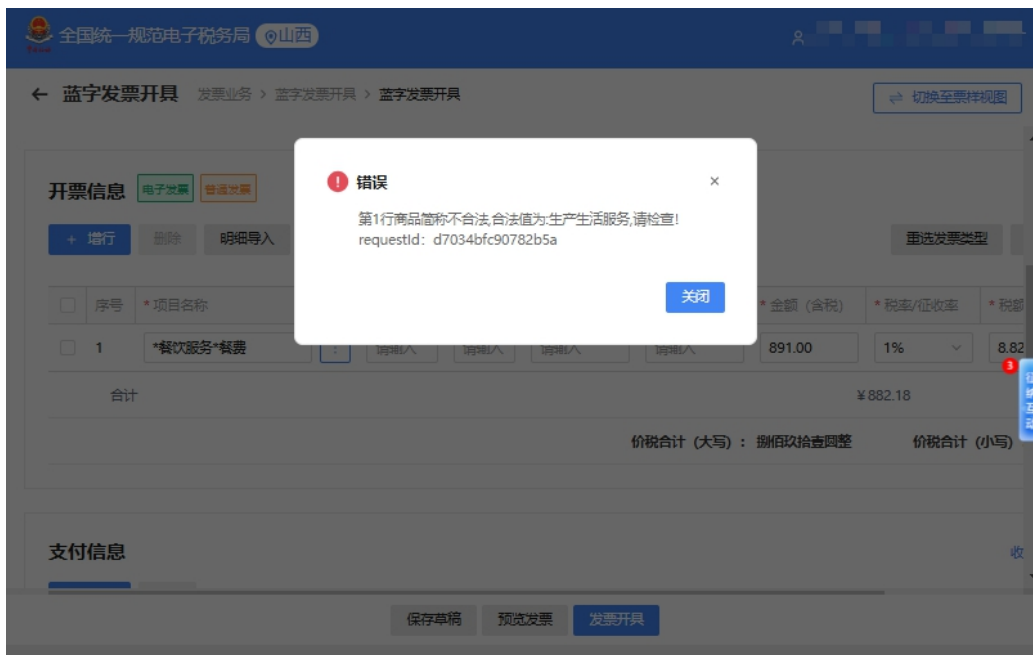 全国统一规范电子税务局 山西
蓝字发票开具 发票业务 > 蓝字发票开具 > 蓝字发票开具
切换至票样视图
错误
第1行商品简称不合法,合法值为:生产生活服务,请检查!
requestId: d7034bfc90782b5a
关闭
开票信息 电子发票 普通发票
+ 增行 删除 明细导入 重选发票类型
序号 *项目名称 *金额（含税） *税率/征收率 *税额
1 *餐饮服务*餐费 请输入 请输入 请输入 请输入 891.00 1% 8.82
3
征纳互动
合计 ¥882.18
价税合计（大写）: 捌佰玖拾壹圆整 价税合计（小写）
支付信息 收
保存草稿 预览发票 发票开具